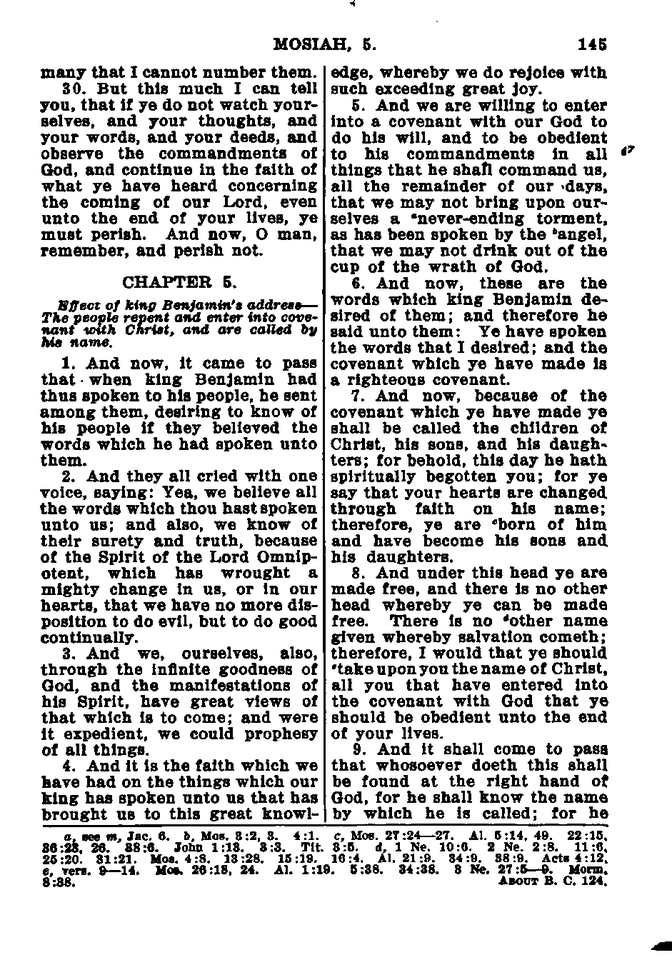 MOSIAH, 5. 145
many that I cannot number them.
30. But this much I can tell
you, that if ye do not watch your-
selves, and your thoughts, and
your words, and your deeds, and
observe the commandments of
God, and continue in the faith of
what ye have heard concerning
the coming of our Lord, even
unto the end of your lives, ye
must perish. And now, O man,
remember, and perish not.
CHAPTER 5.
Effect of king Benjamin's address—
The people repent and enter into cove-
nant with Christ, and are called by
his name.
1. And now, it came to pass
that when king Benjamin had
thus spoken to his people, he sent
among them, desiring to know of
his people if they believed the
words which he had spoken unto
them.
2. And they all cried with one
voice, saying: Yea, we believe all
the words which thou hast spoken
unto us; and also, we know of
their surety and truth, because
of the Spirit of the Lord Omnip-
otent, which has wrought a
mighty change in us, or in our
hearts, that we have no more dis-
position to do evil, but to do good
continually.
3. And we, ourselves, also,
through the infinite goodness of
God, and the manifestations of
his Spirit, have great views of
that which is to come; and were
it expedient, we could prophesy
of all things.
4. And it is the faith which we
have had on the things which our
king has spoken unto us that has
brought us to this great knowl-
edge, whereby we do rejoice with
such exceeding great joy.
5. And we are willing to enter
into a covenant with our God to
do his will, and to be obedient
to his commandments in all
things that he shall command us,
all the remainder of our days,
that we may not bring upon our-
selves a ᵃnever-ending torment,
as has been spoken by the ᵇangel,
that we may not drink out of the
cup of the wrath of God.
6. And now, these are the
words which king Benjamin de-
sired of them; and therefore he
said unto them: Ye have spoken
the words that I desired; and the
covenant which ye have made is
a righteous covenant.
7. And now, because of the
covenant which ye have made ye
shall be called the children of
Christ, his sons, and his daugh-
ters; for behold, this day he hath
spiritually begotten you; for ye
say that your hearts are changed
through faith on his name;
therefore, ye are ᶜborn of him
and have become his sons and
his daughters.
8. And under this head ye are
made free, and there is no other
head whereby ye can be made
free. There is no ᵈother name
given whereby salvation cometh;
therefore, I would that ye should
ᵉtake upon you the name of Christ,
all you that have entered into
the covenant with God that ye
should be obedient unto the end
of your lives.
9. And it shall come to pass
that whosoever doeth this shall
be found at the right hand of
God, for he shall know the name
by which he is called; for he
a, see m, Jac. 6. b, Mos. 3:2, 3. 4:1. c, Mos. 27:24—27. Al. 5:14, 49. 22:15.
36:23, 26. 38:6. John 1:13. 3:3. Tit. 3:5. d, 1 Ne. 10:6. 2 Ne. 2:8. 11:6.
25:20. 31:21. Mos. 4:8. 13:28. 15:19. 16:4. Al. 21:9. 34:9. 38:9. Acts 4:12.
e, vers. 9—14. Mos. 26:18, 24. Al. 1:19. 5:38. 34:38. 3 Ne. 27:5—9. Morm.
8:38. ABOUT B. C. 124.